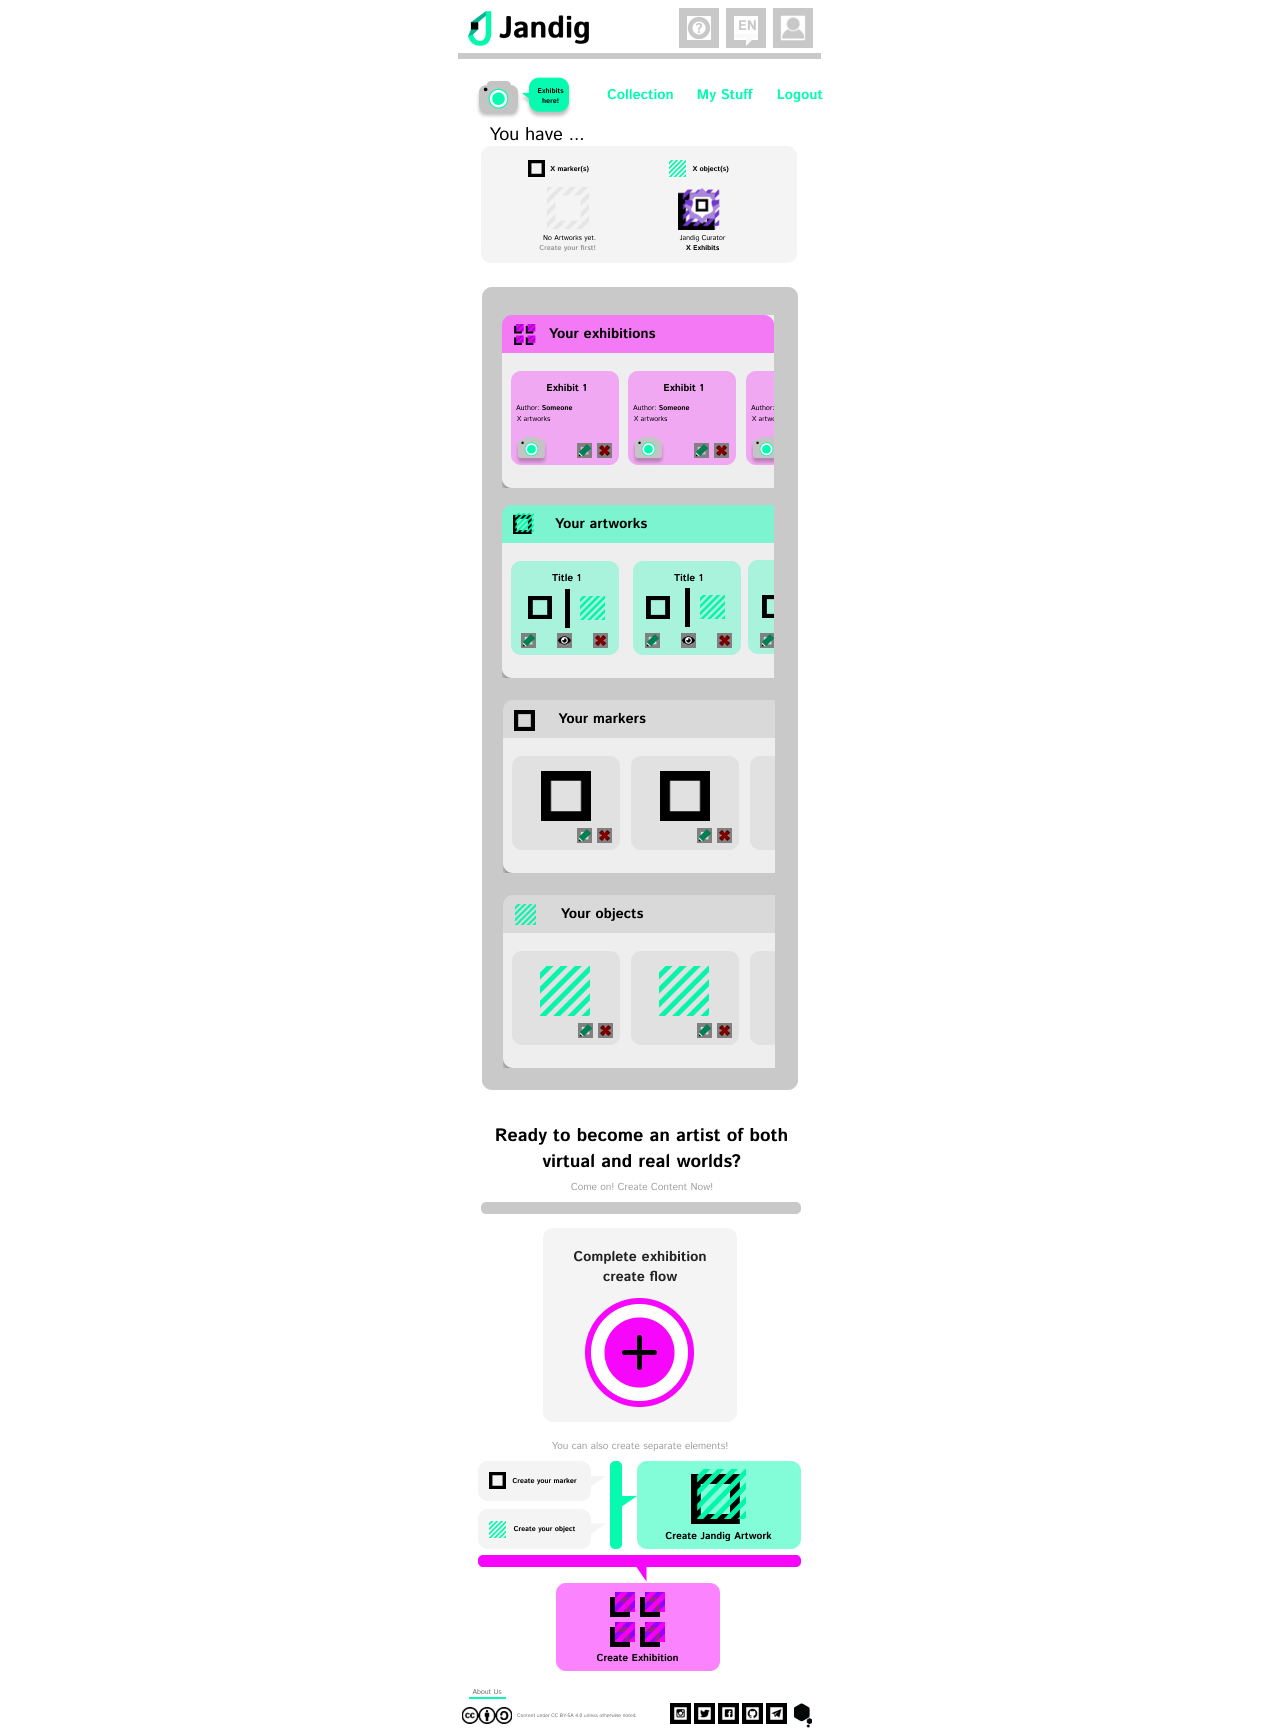 Jandig
?
EN
Exhibits
here!
Collection
My Stuff
Logout
You have ...
X marker(s)
X object(s)
No Artworks yet.
Create your first!
Jandig Curator
X Exhibits
Your exhibitions
Exhibit 1
Author: Someone
X artworks
Exhibit 1
Author: Someone
X artworks
Author:
X artwo
Your artworks
Title 1
Title 1
Your markers
Your objects
Ready to become an artist of both
virtual and real worlds?
Come on! Create Content Now!
Complete exhibition
create flow
You can also create separate elements!
Create your marker
Create your object
Create Jandig Artwork
Create Exhibition
About Us
cc
Content under CC BY-SA 4.0 unless otherwise noted.